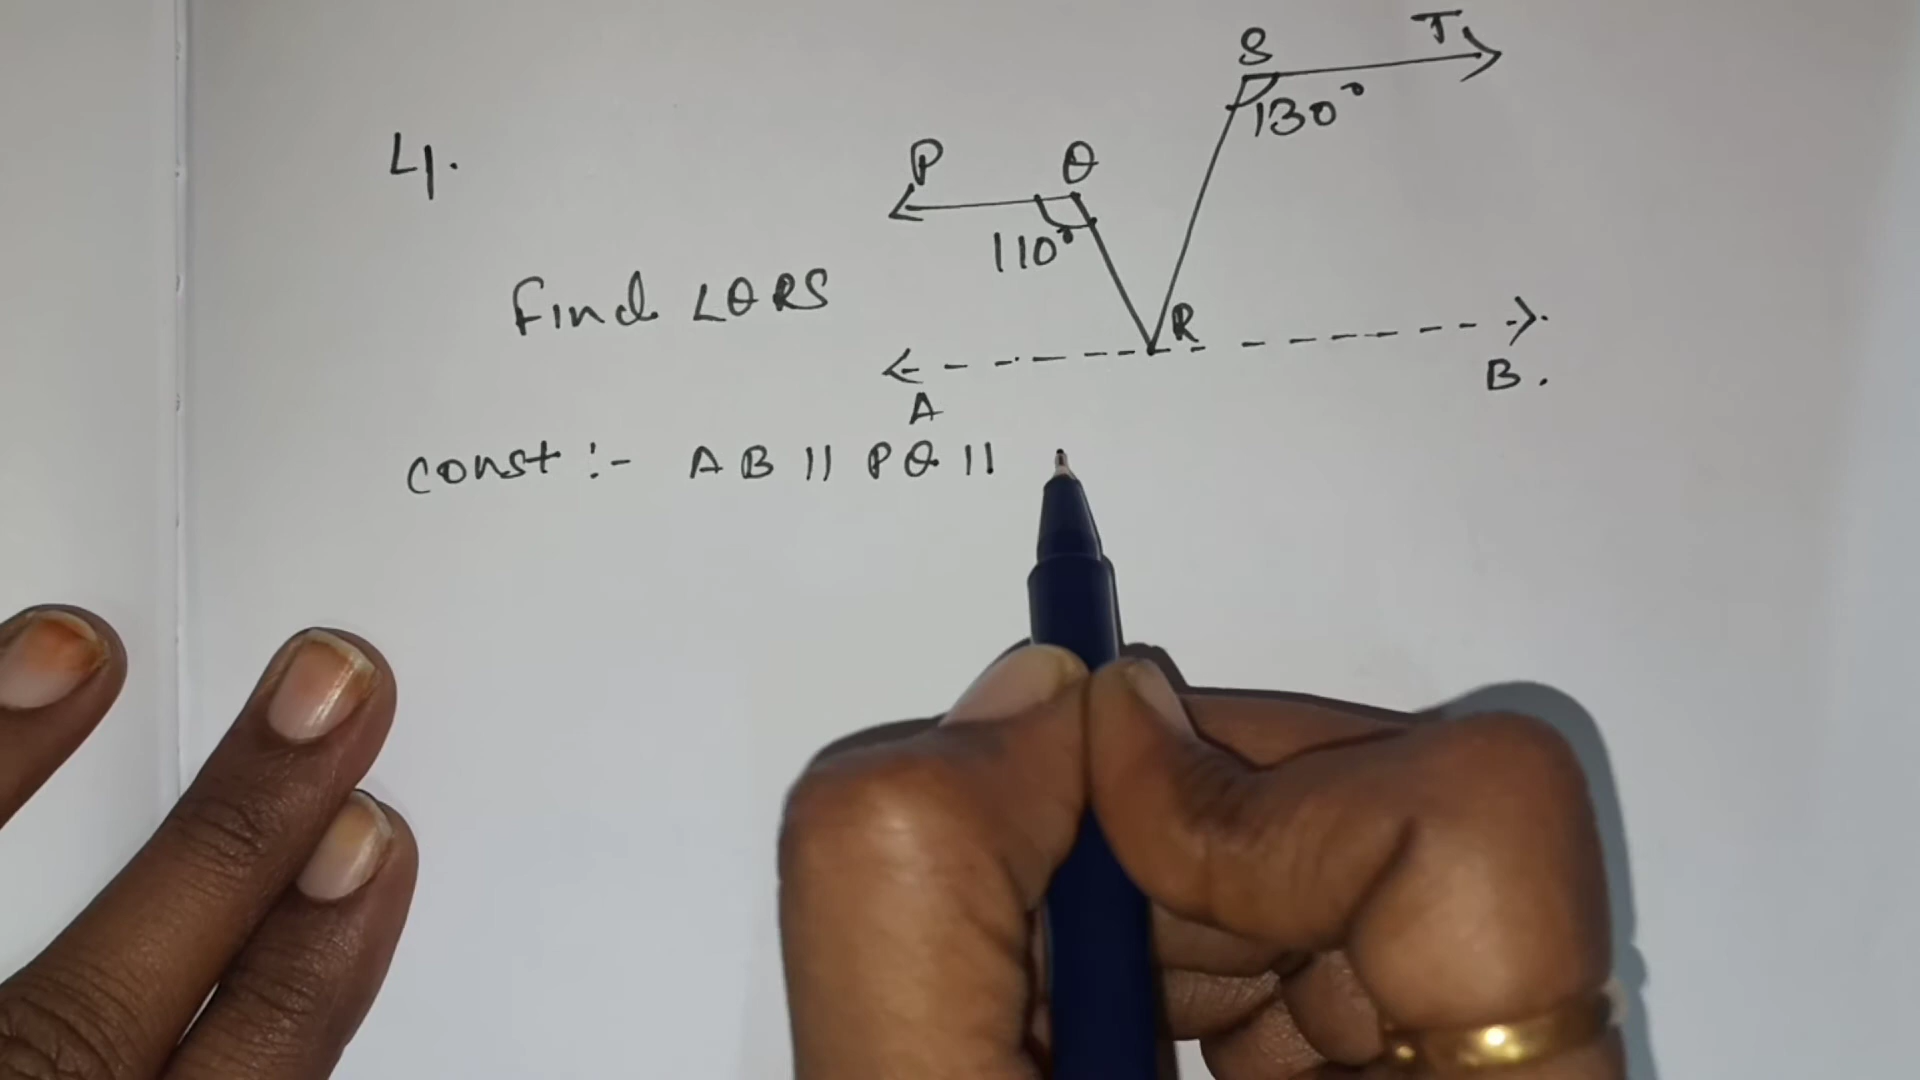 S T
130°
4.
P Q
110°
Find ∠QRS
R
A B.
const :- AB || PQ ||